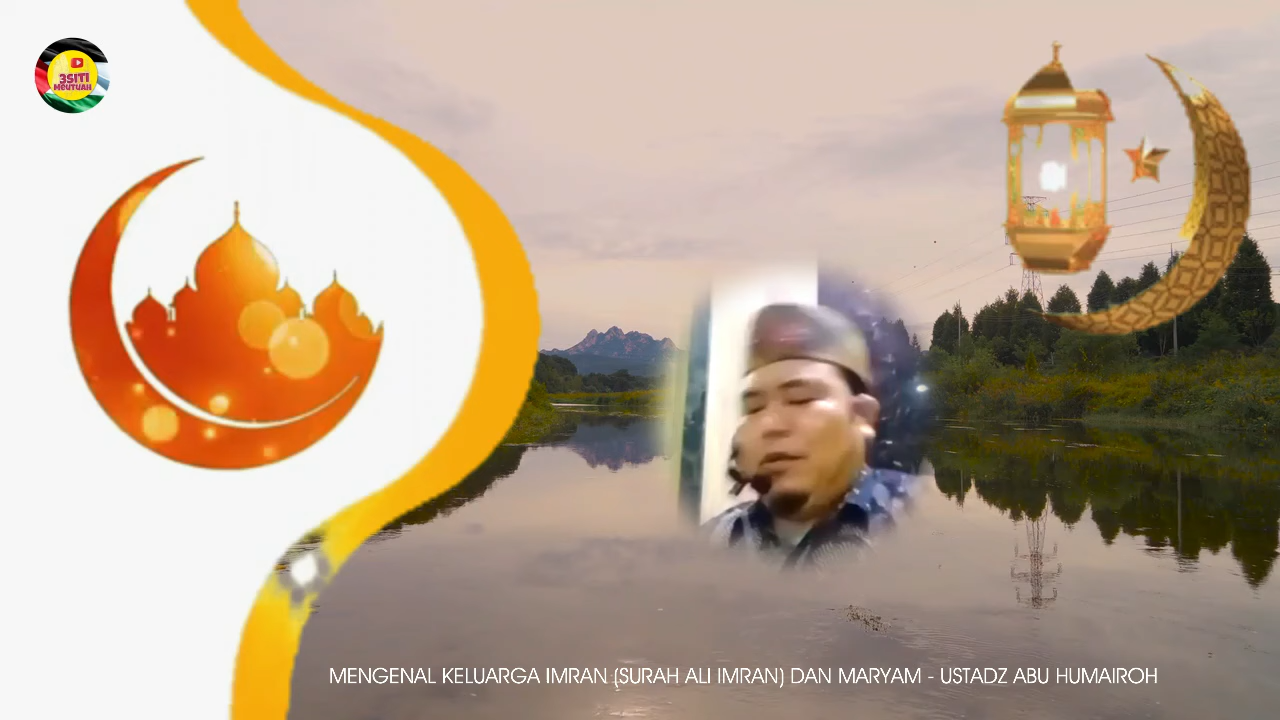 3SITI
MEUTUAH
MENGENAL KELUARGA IMRAN (SURAH ALI IMRAN) DAN MARYAM - USTADZ ABU HUMAIROH